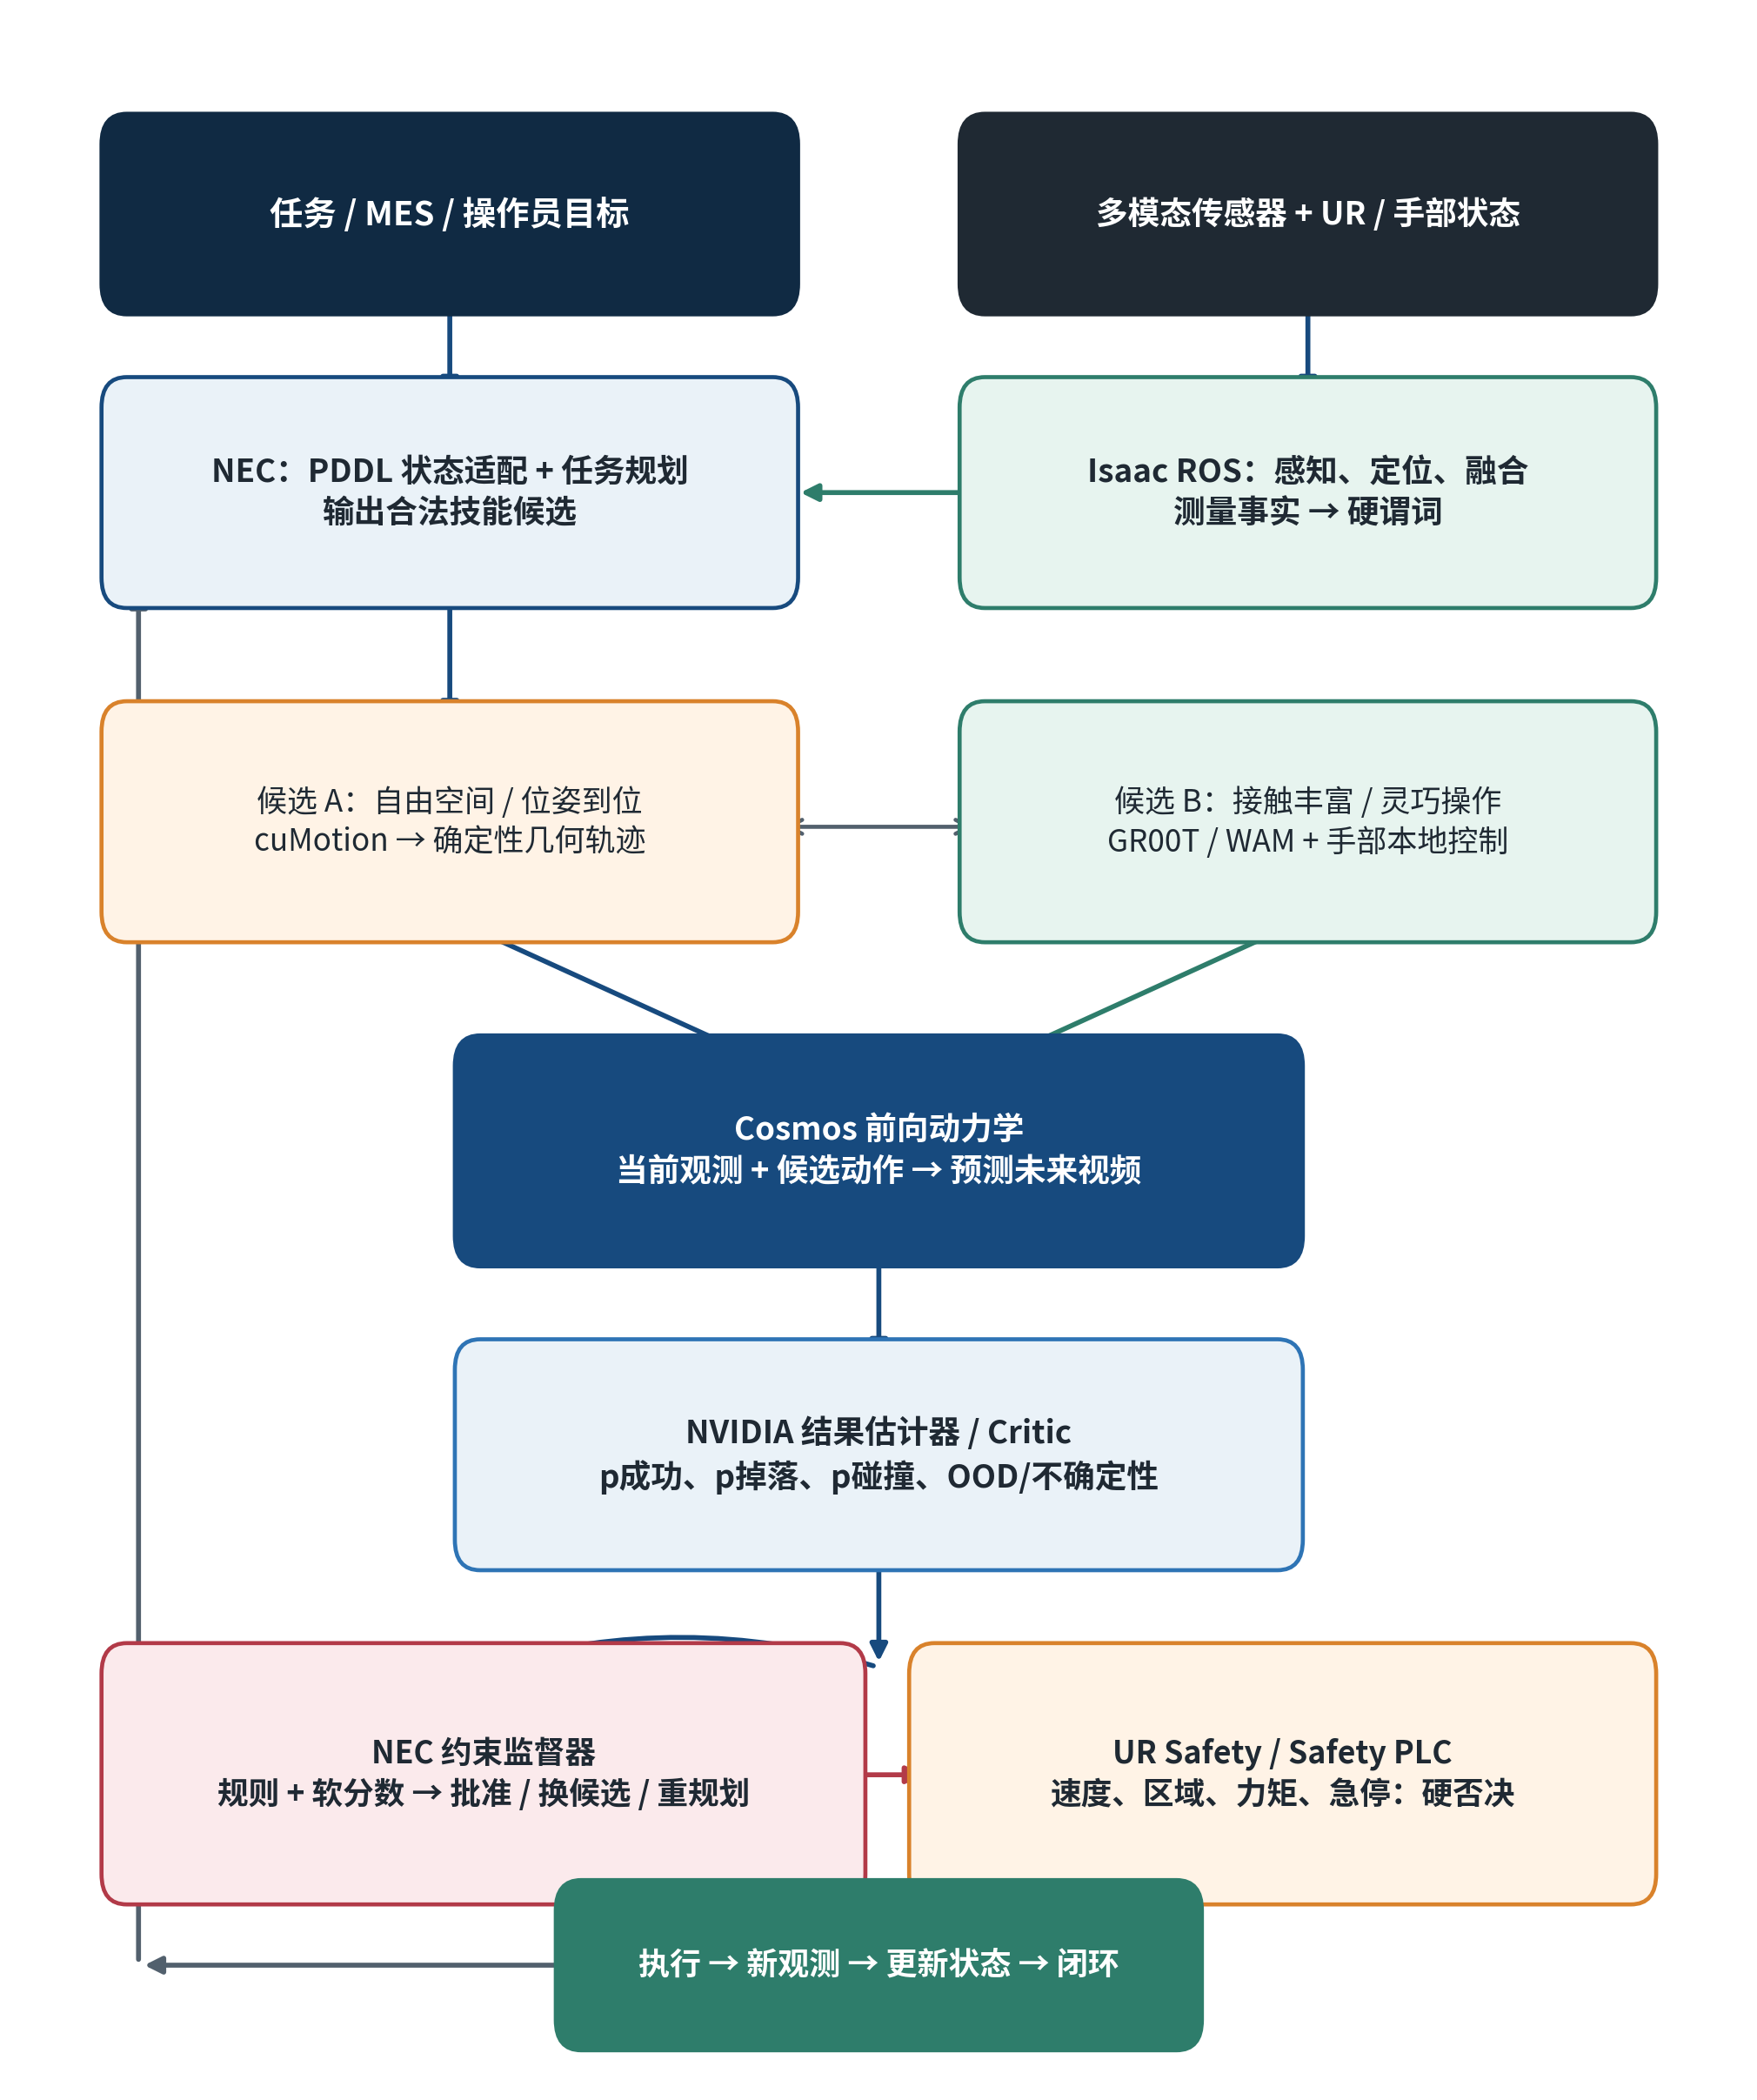 任务 / MES / 操作员目标
多模态传感器 + UR / 手部状态
NEC：PDDL 状态适配 + 任务规划
输出合法技能候选
Isaac ROS：感知、定位、融合
测量事实 → 硬谓词
候选 A：自由空间 / 位姿到位
cuMotion → 确定性几何轨迹
候选 B：接触丰富 / 灵巧操作
GR00T / WAM + 手部本地控制
Cosmos 前向动力学
当前观测 + 候选动作 → 预测未来视频
NVIDIA 结果估计器 / Critic
p成功、p掉落、p碰撞、OOD/不确定性
NEC 约束监督器
规则 + 软分数 → 批准 / 换候选 / 重规划
UR Safety / Safety PLC
速度、区域、力矩、急停：硬否决
执行 → 新观测 → 更新状态 → 闭环